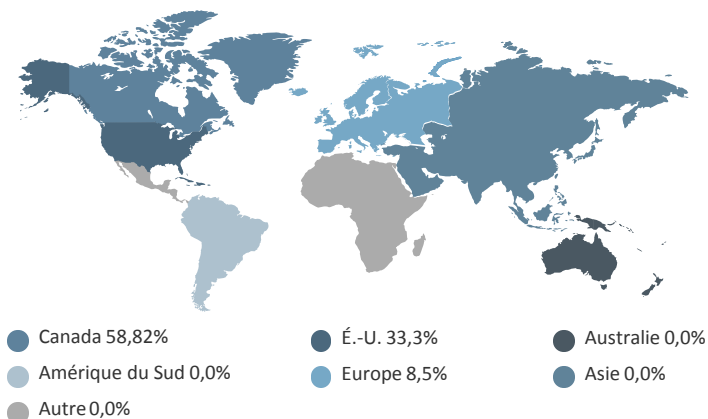 Canada 58,82%
É.-U. 33,3%
Australie 0,0%
Amérique du Sud 0,0%
Europe 8,5%
Asie 0,0%
Autre 0,0%